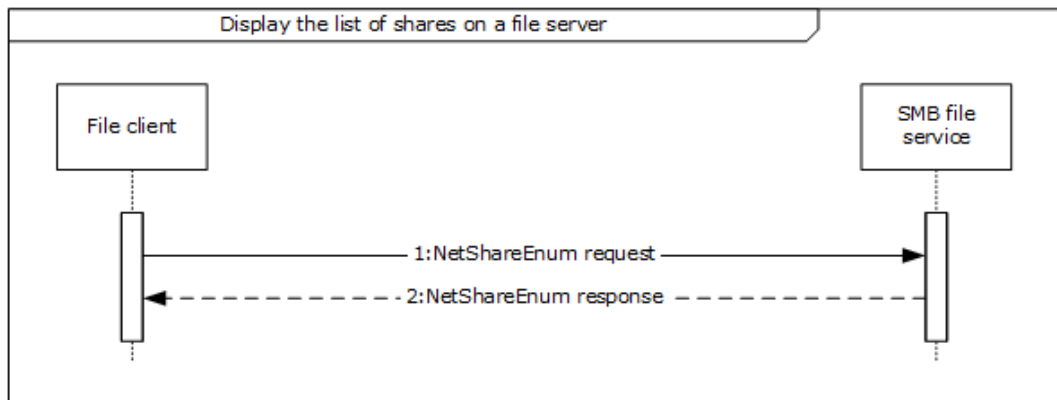 Display the list of shares on a file server
File client
SMB file
service
1:NetShareEnum request
2:NetShareEnum response